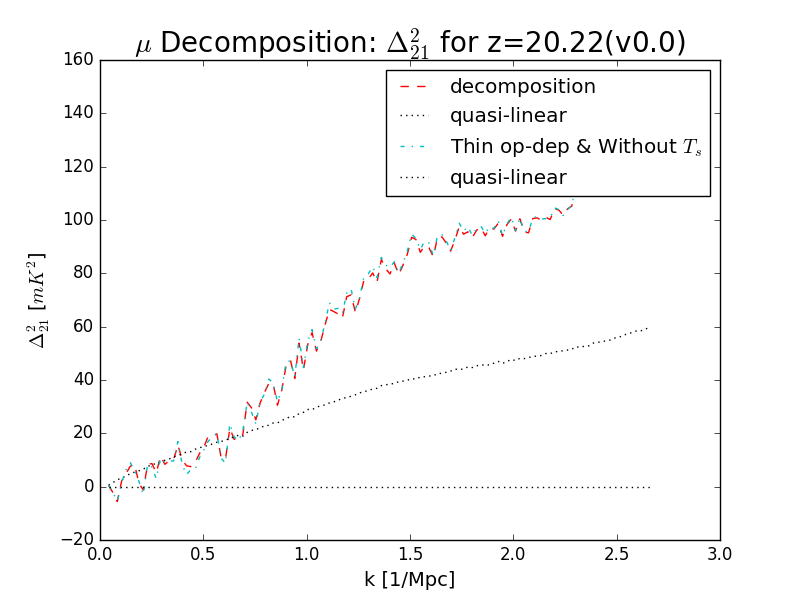 μ Decomposition: Δ²₂₁ for z=20.22(v0.0)
160
140
120
100
80
60
40
20
0
−20
Δ²₂₁ [mK²]
decomposition
quasi-linear
Thin op-dep & Without Tₛ
quasi-linear
0.0 0.5 1.0 1.5 2.0 2.5 3.0
k [1/Mpc]